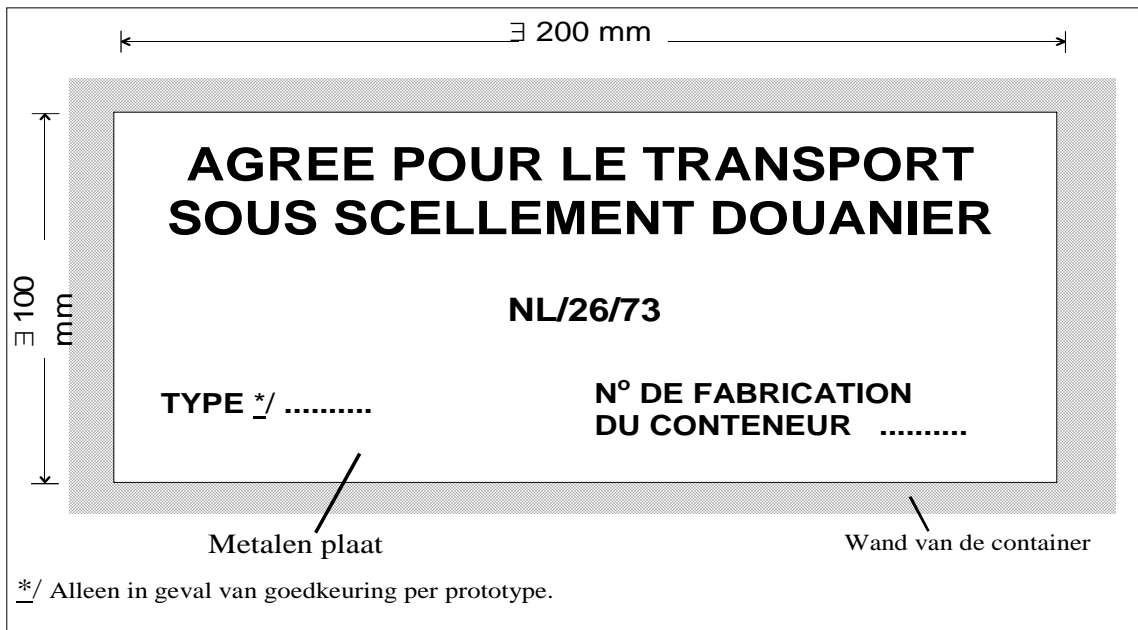 ∃ 200 mm
AGREE POUR LE TRANSPORT
SOUS SCELLEMENT DOUANIER
∃ 100
mm
NL/26/73
TYPE */ ..........
Nº DE FABRICATION
DU CONTENEUR ..........
Metalen plaat
Wand van de container
*/ Alleen in geval van goedkeuring per prototype.